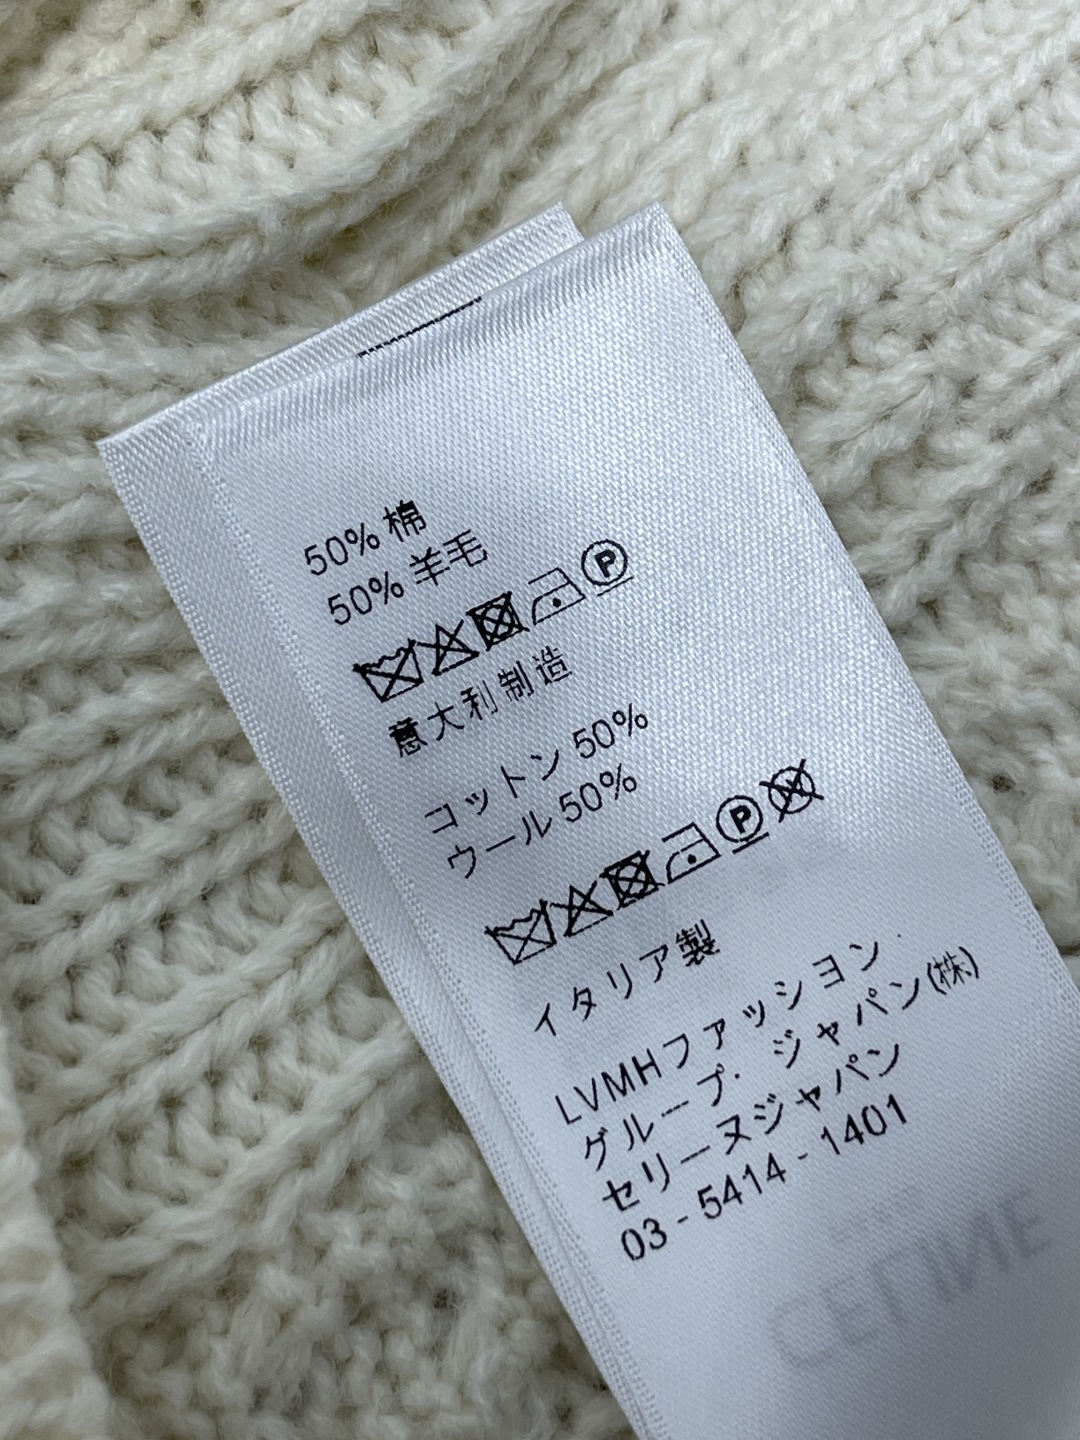 50% 棉
50% 羊毛
P
意大利制造
コットン 50%
ウール 50%
P
イタリア製
LVMHファッション
グループ・ジャパン(株)
セリーヌジャパン
03 - 5414 - 1401